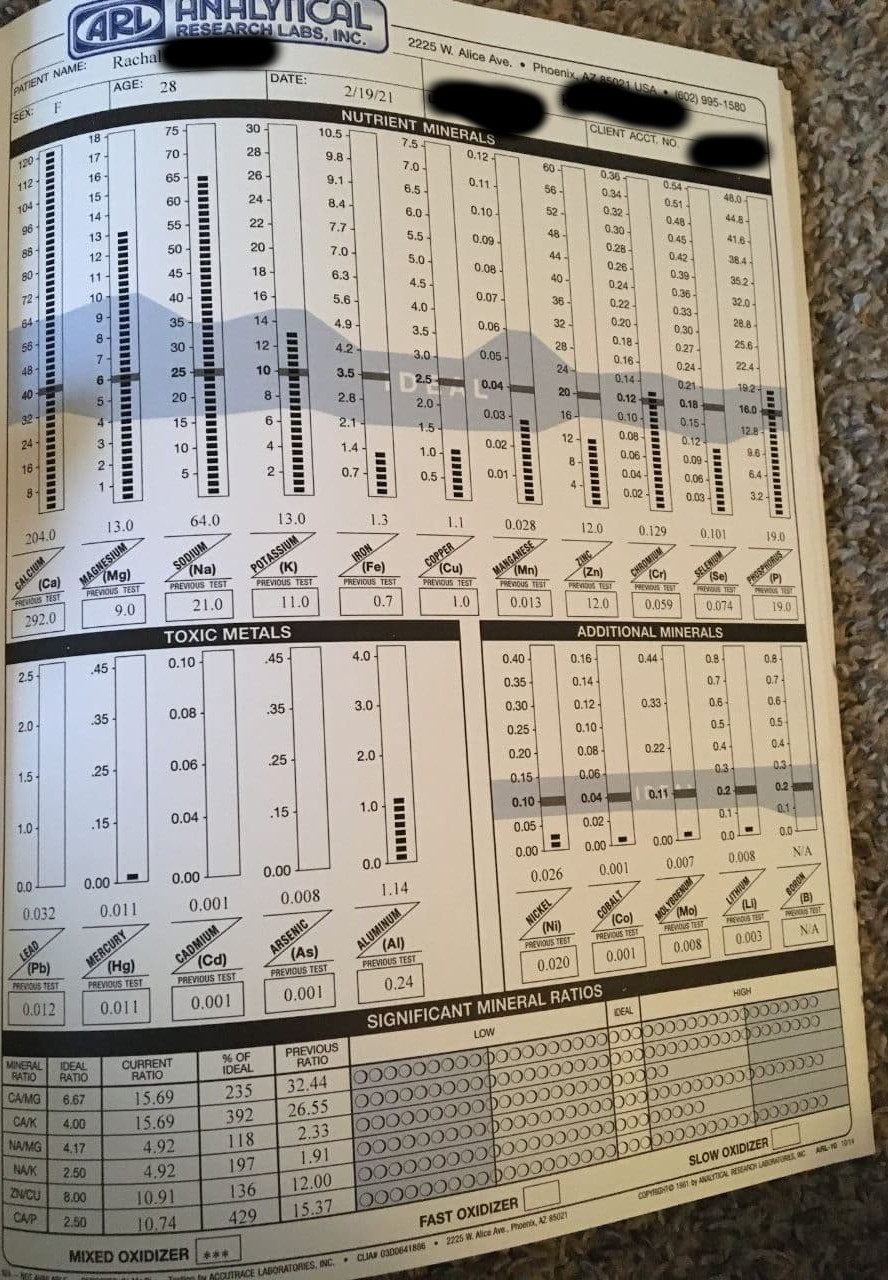 ARL ANALYTICAL
RESEARCH LABS, INC.
2225 W. Alice Ave. • Phoenix, AZ 85021 USA • (602) 995-1580
PATIENT NAME: Rachal
SEX: F AGE: 28 DATE: 2/19/21
CLIENT ACCT. NO.
NUTRIENT MINERALS
120 18 75 30 10.5 7.5 0.12 60 0.36 0.54 48.0
112 17 70 28 9.8 7.0 0.11 56 0.34 0.51 44.8
104 16 65 26 9.1 6.5 0.10 52 0.32 0.48 41.6
96 15 60 24 8.4 6.0 0.09 48 0.30 0.45 38.4
88 14 55 22 7.7 5.5 0.08 44 0.28 0.42 35.2
80 13 50 20 7.0 5.0 0.07 40 0.26 0.39 32.0
72 12 45 18 6.3 4.5 0.06 36 0.24 0.36 28.8
64 11 40 16 5.6 4.0 0.05 32 0.22 0.33 25.6
56 10 35 14 4.9 3.5 0.04 28 0.20 0.30 22.4
48 9 30 12 4.2 3.0 0.03 24 0.18 0.27 19.2
40 8 25 10 3.5 2.5 0.02 20 0.16 0.24 16.0
32 7 20 8 2.8 2.0 0.01 16 0.14 0.21 12.8
24 6 15 6 2.1 1.5 12 0.12 0.18 9.6
16 5 10 4 1.4 1.0 8 0.10 0.15 6.4
8 4 5 2 0.7 0.5 4 0.08 0.12 3.2
3 0.06 0.09
2 0.04 0.06
1 0.02 0.03
IDEAL
204.0 13.0 64.0 13.0 1.3 1.1 0.028 12.0 0.129 0.101 19.0
CALCIUM MAGNESIUM SODIUM POTASSIUM IRON COPPER MANGANESE ZINC CHROMIUM SELENIUM PHOSPHORUS
(Ca) (Mg) (Na) (K) (Fe) (Cu) (Mn) (Zn) (Cr) (Se) (P)
PREVIOUS TEST PREVIOUS TEST PREVIOUS TEST PREVIOUS TEST PREVIOUS TEST PREVIOUS TEST PREVIOUS TEST PREVIOUS TEST PREVIOUS TEST PREVIOUS TEST PREVIOUS TEST
292.0 9.0 21.0 11.0 0.7 1.0 0.013 12.0 0.059 0.074 19.0
TOXIC METALS
2.5 .45 0.10 .45 4.0
2.0 .35 0.08 .35 3.0
1.5 .25 0.06 .25 2.0
1.0 .15 0.04 .15 1.0
0.0 0.00 0.00 0.00 0.0
0.032 0.011 0.001 0.008 1.14
LEAD MERCURY CADMIUM ARSENIC ALUMINUM
(Pb) (Hg) (Cd) (As) (Al)
PREVIOUS TEST PREVIOUS TEST PREVIOUS TEST PREVIOUS TEST PREVIOUS TEST
0.012 0.011 0.001 0.001 0.24
ADDITIONAL MINERALS
0.40 0.16 0.44 0.8 0.8
0.35 0.14 0.33 0.7 0.7
0.30 0.12 0.22 0.6 0.6
0.25 0.10 0.11 0.5 0.5
0.20 0.08 0.00 0.4 0.4
0.15 0.06 0.3 0.3
0.10 0.04 0.2 0.2
0.05 0.02 0.1 0.1
0.00 0.00 0.0 0.0
0.026 0.001 0.007 0.008 N/A
NICKEL COBALT MOLYBDENUM LITHIUM BORON
(Ni) (Co) (Mo) (Li) (B)
PREVIOUS TEST PREVIOUS TEST PREVIOUS TEST PREVIOUS TEST PREVIOUS TEST
0.020 0.001 0.008 0.003 N/A
SIGNIFICANT MINERAL RATIOS
MINERAL RATIO IDEAL RATIO CURRENT RATIO % OF IDEAL PREVIOUS RATIO LOW IDEAL HIGH
CA/MG 6.67 15.69 235 32.44
CA/K 4.00 15.69 392 26.55
NA/MG 4.17 4.92 118 2.33
NA/K 2.50 4.92 197 1.91
ZN/CU 8.00 10.91 136 12.00
CA/P 2.50 10.74 429 15.37
MIXED OXIDIZER *** FAST OXIDIZER SLOW OXIDIZER
ACCUTRACE LABORATORIES, INC. • CLIA# 03D0641866 • 2225 W. Alice Ave., Phoenix, AZ 85021
COPYRIGHT© 1981 by ANALYTICAL RESEARCH LABORATORIES, INC ARL-10